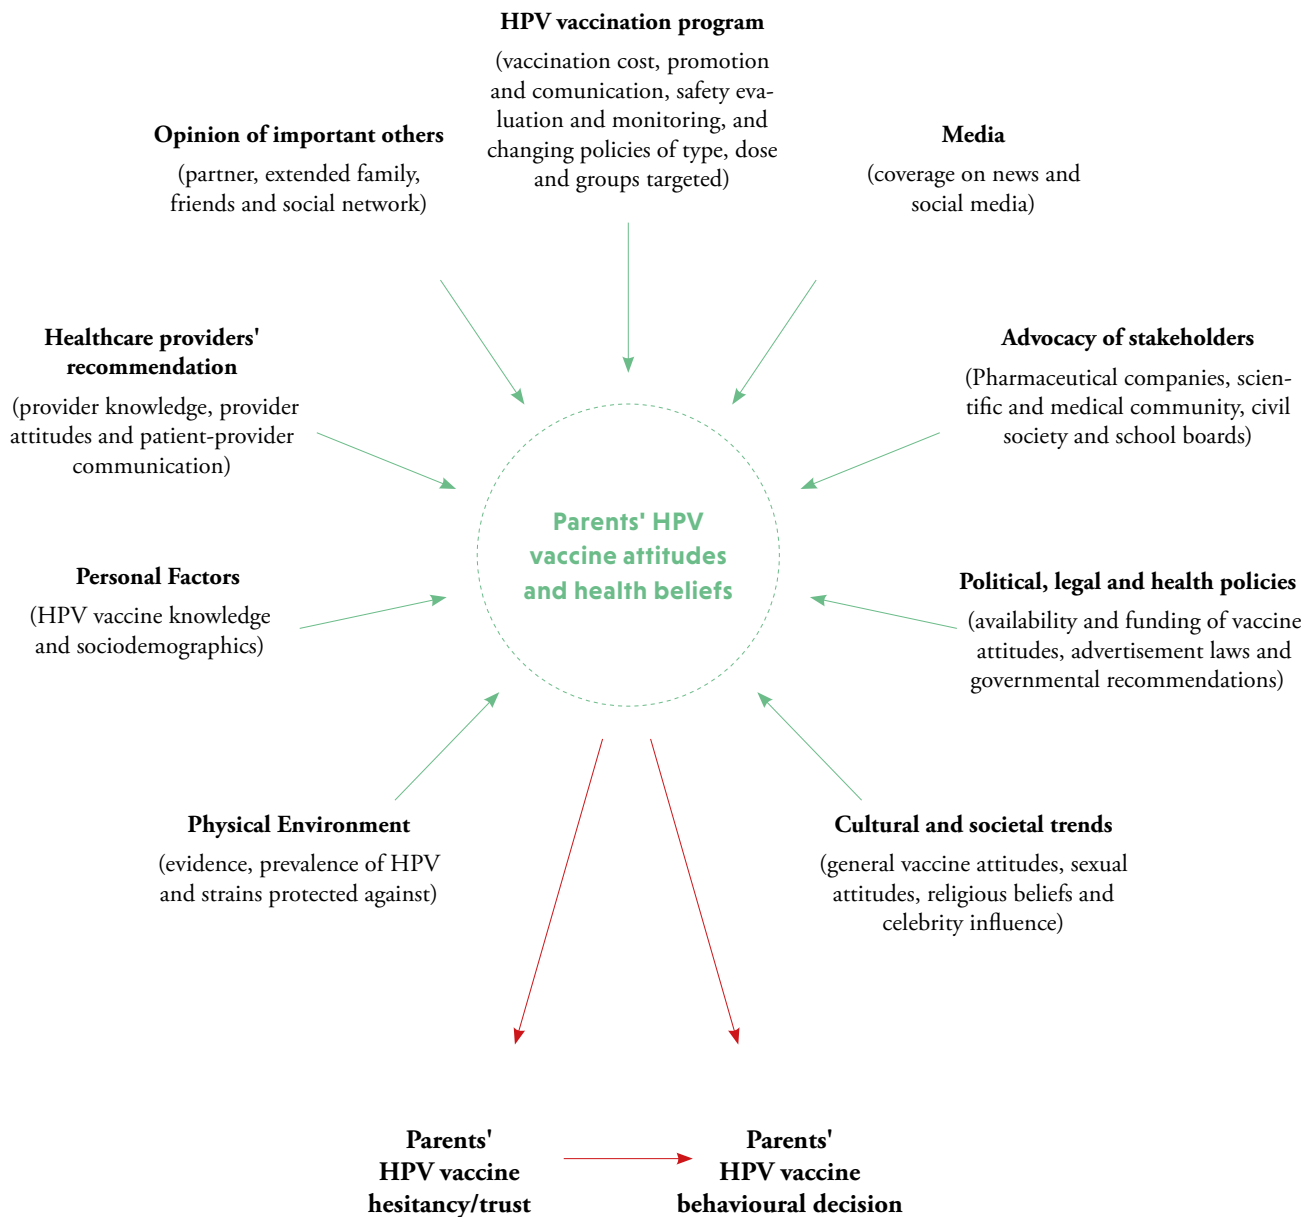 HPV vaccination program
(vaccination cost, promotion
and comunication, safety eva-
luation and monitoring, and
changing policies of type, dose
and groups targeted)
Opinion of important others
(partner, extended family,
friends and social network)
Media
(coverage on news and
social media)
Healthcare providers'
recommendation
(provider knowledge, provider
attitudes and patient-provider
communication)
Advocacy of stakeholders
(Pharmaceutical companies, scien-
tific and medical community, civil
society and school boards)
Parents' HPV
vaccine attitudes
and health beliefs
Personal Factors
(HPV vaccine knowledge
and sociodemographics)
Political, legal and health policies
(availability and funding of vaccine
attitudes, advertisement laws and
governmental recommendations)
Physical Environment
(evidence, prevalence of HPV
and strains protected against)
Cultural and societal trends
(general vaccine attitudes, sexual
attitudes, religious beliefs and
celebrity influence)
Parents'
HPV vaccine
hesitancy/trust
Parents'
HPV vaccine
behavioural decision